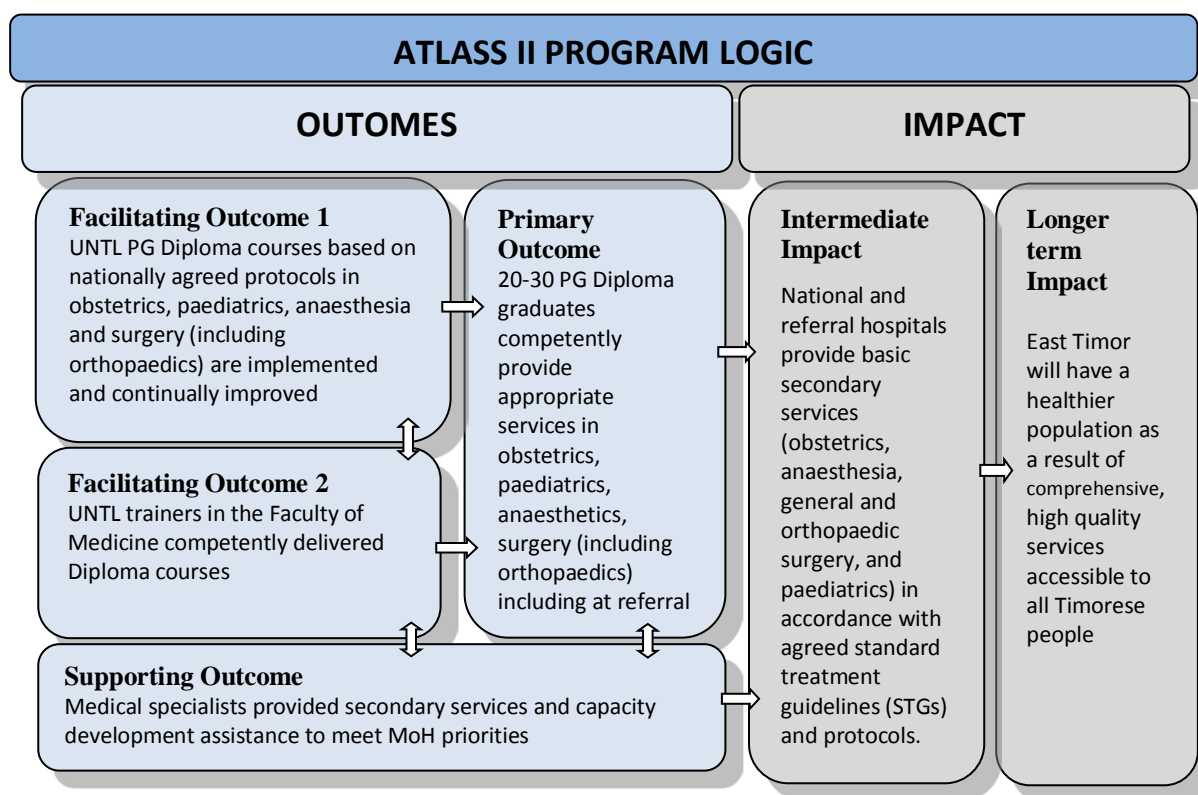 ATLASS II PROGRAM LOGIC
OUTOMES
IMPACT
Facilitating Outcome 1
UNTL PG Diploma courses based on
nationally agreed protocols in
obstetrics, paediatrics, anaesthesia
and surgery (including
orthopaedics) are implemented
and continually improved
Facilitating Outcome 2
UNTL trainers in the Faculty of
Medicine competently delivered
Diploma courses
Supporting Outcome
Medical specialists provided secondary services and capacity
development assistance to meet MoH priorities
Primary
Outcome
20-30 PG Diploma
graduates
competently
provide
appropriate
services in
obstetrics,
paediatrics,
anaesthetics,
surgery (including
orthopaedics)
including at referral
Intermediate
Impact
National and
referral hospitals
provide basic
secondary
services
(obstetrics,
anaesthesia,
general and
orthopaedic
surgery, and
paediatrics) in
accordance with
agreed standard
treatment
guidelines (STGs)
and protocols.
Longer
term
Impact
East Timor
will have a
healthier
population as
a result of
comprehensive,
high quality
services
accessible to
all Timorese
people